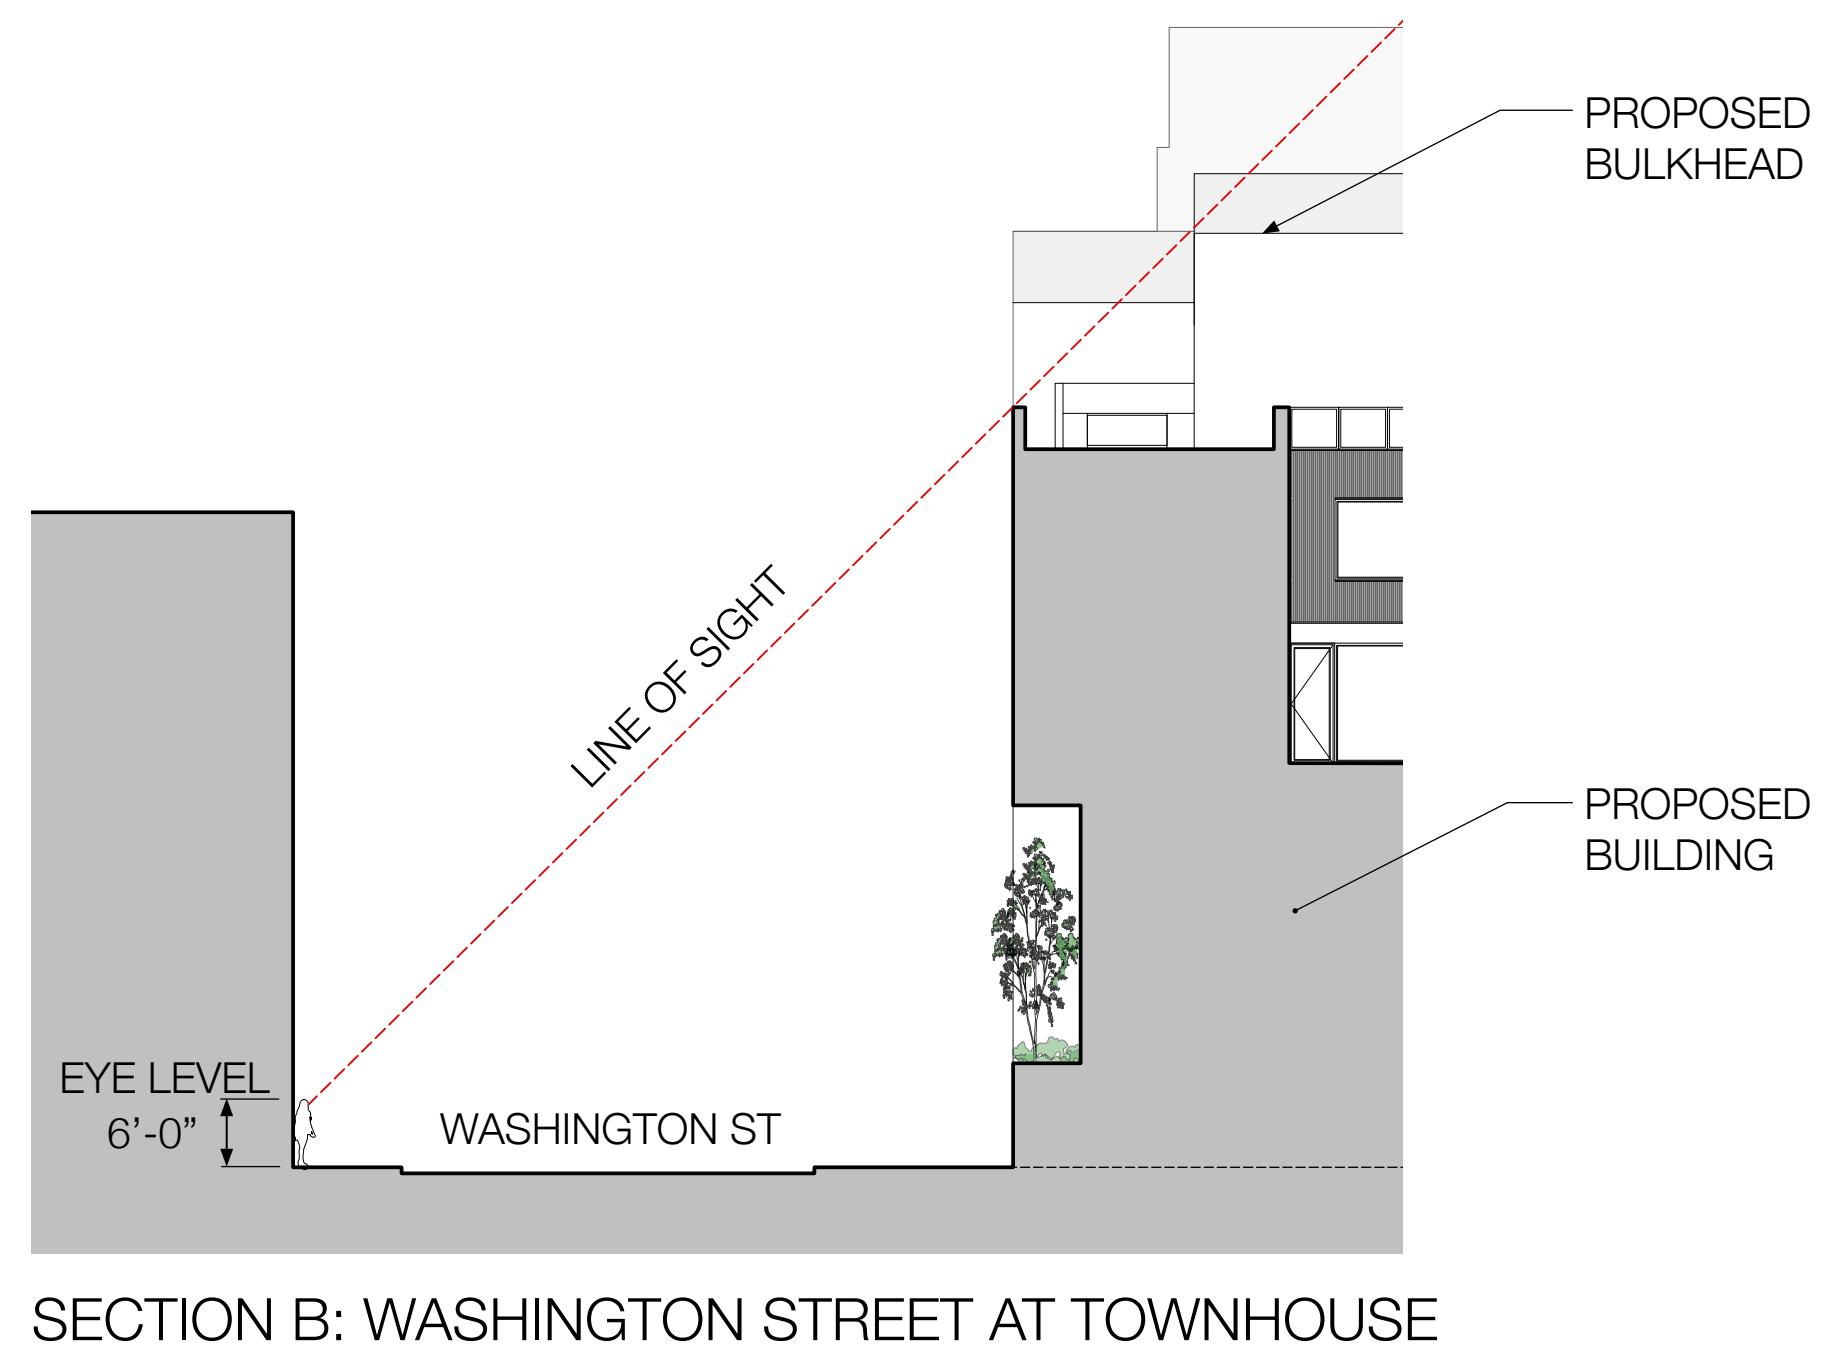 PROPOSED
BULKHEAD
LINE OF SIGHT
PROPOSED
BUILDING
EYE LEVEL
6’-0”
WASHINGTON ST
SECTION B: WASHINGTON STREET AT TOWNHOUSE